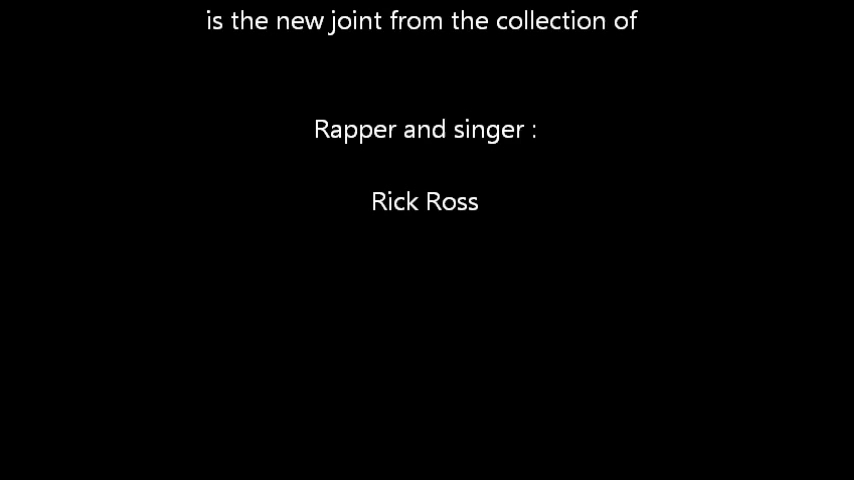 is the new joint from the collection of
Rapper and singer :
Rick Ross